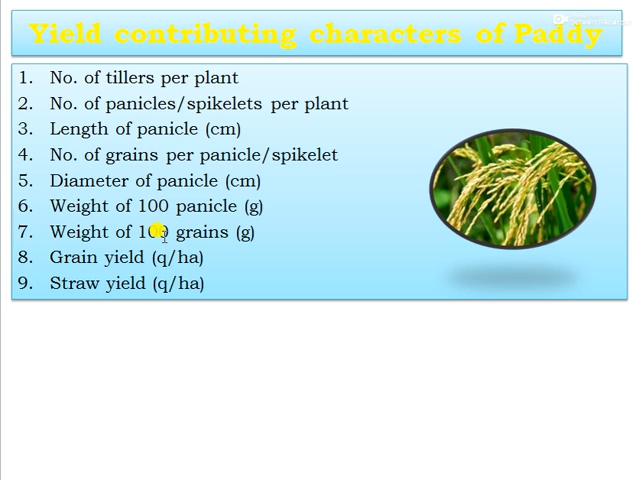 Yield contributing characters of Paddy
1. No. of tillers per plant
2. No. of panicles/spikelets per plant
3. Length of panicle (cm)
4. No. of grains per panicle/spikelet
5. Diameter of panicle (cm)
6. Weight of 100 panicle (g)
7. Weight of 100 grains (g)
8. Grain yield (q/ha)
9. Straw yield (q/ha)